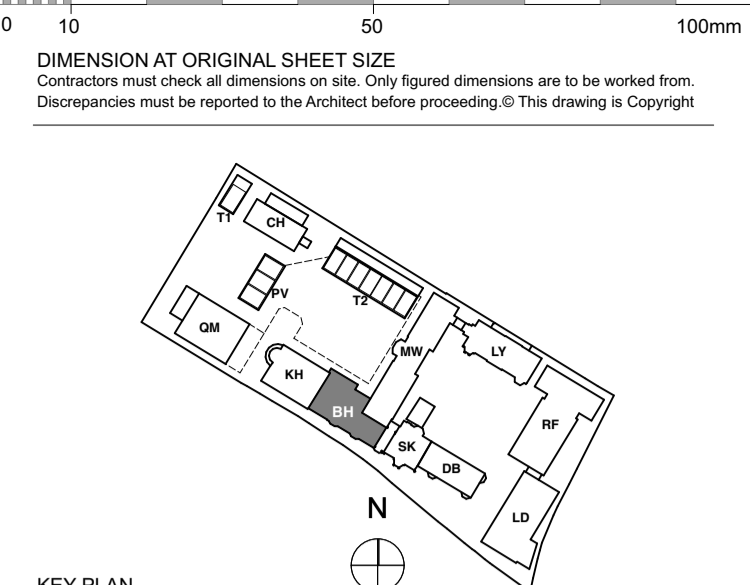 0 10 50 100mm
DIMENSION AT ORIGINAL SHEET SIZE
Contractors must check all dimensions on site. Only figured dimensions are to be worked from.
Discrepancies must be reported to the Architect before proceeding.© This drawing is Copyright
T1
CH
PV
T2
QM
MW
LY
KH
BH
RF
SK
DB
LD
N
KEY PLAN